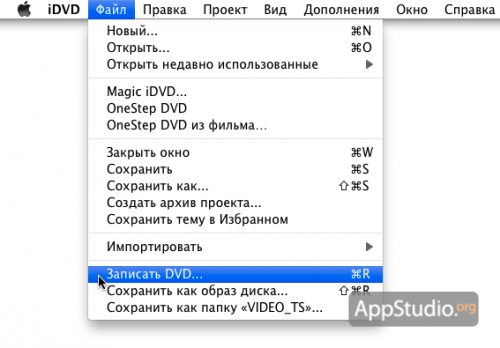 iDVD Файл Правка Проект Вид Дополнения Окно Справка
Новый... ⌘N
Открыть... ⌘O
Открыть недавно использованные ▶
Magic iDVD...
OneStep DVD
OneStep DVD из фильма...
Закрыть окно ⌘W
Сохранить ⌘S
Сохранить как... ⇧⌘S
Создать архив проекта...
Сохранить тему в Избранном
Импортировать ▶
Записать DVD... ⌘R
Сохранить как образ диска... ⇧⌘R
Сохранить как папку «VIDEO_TS»...
AppStudio.org